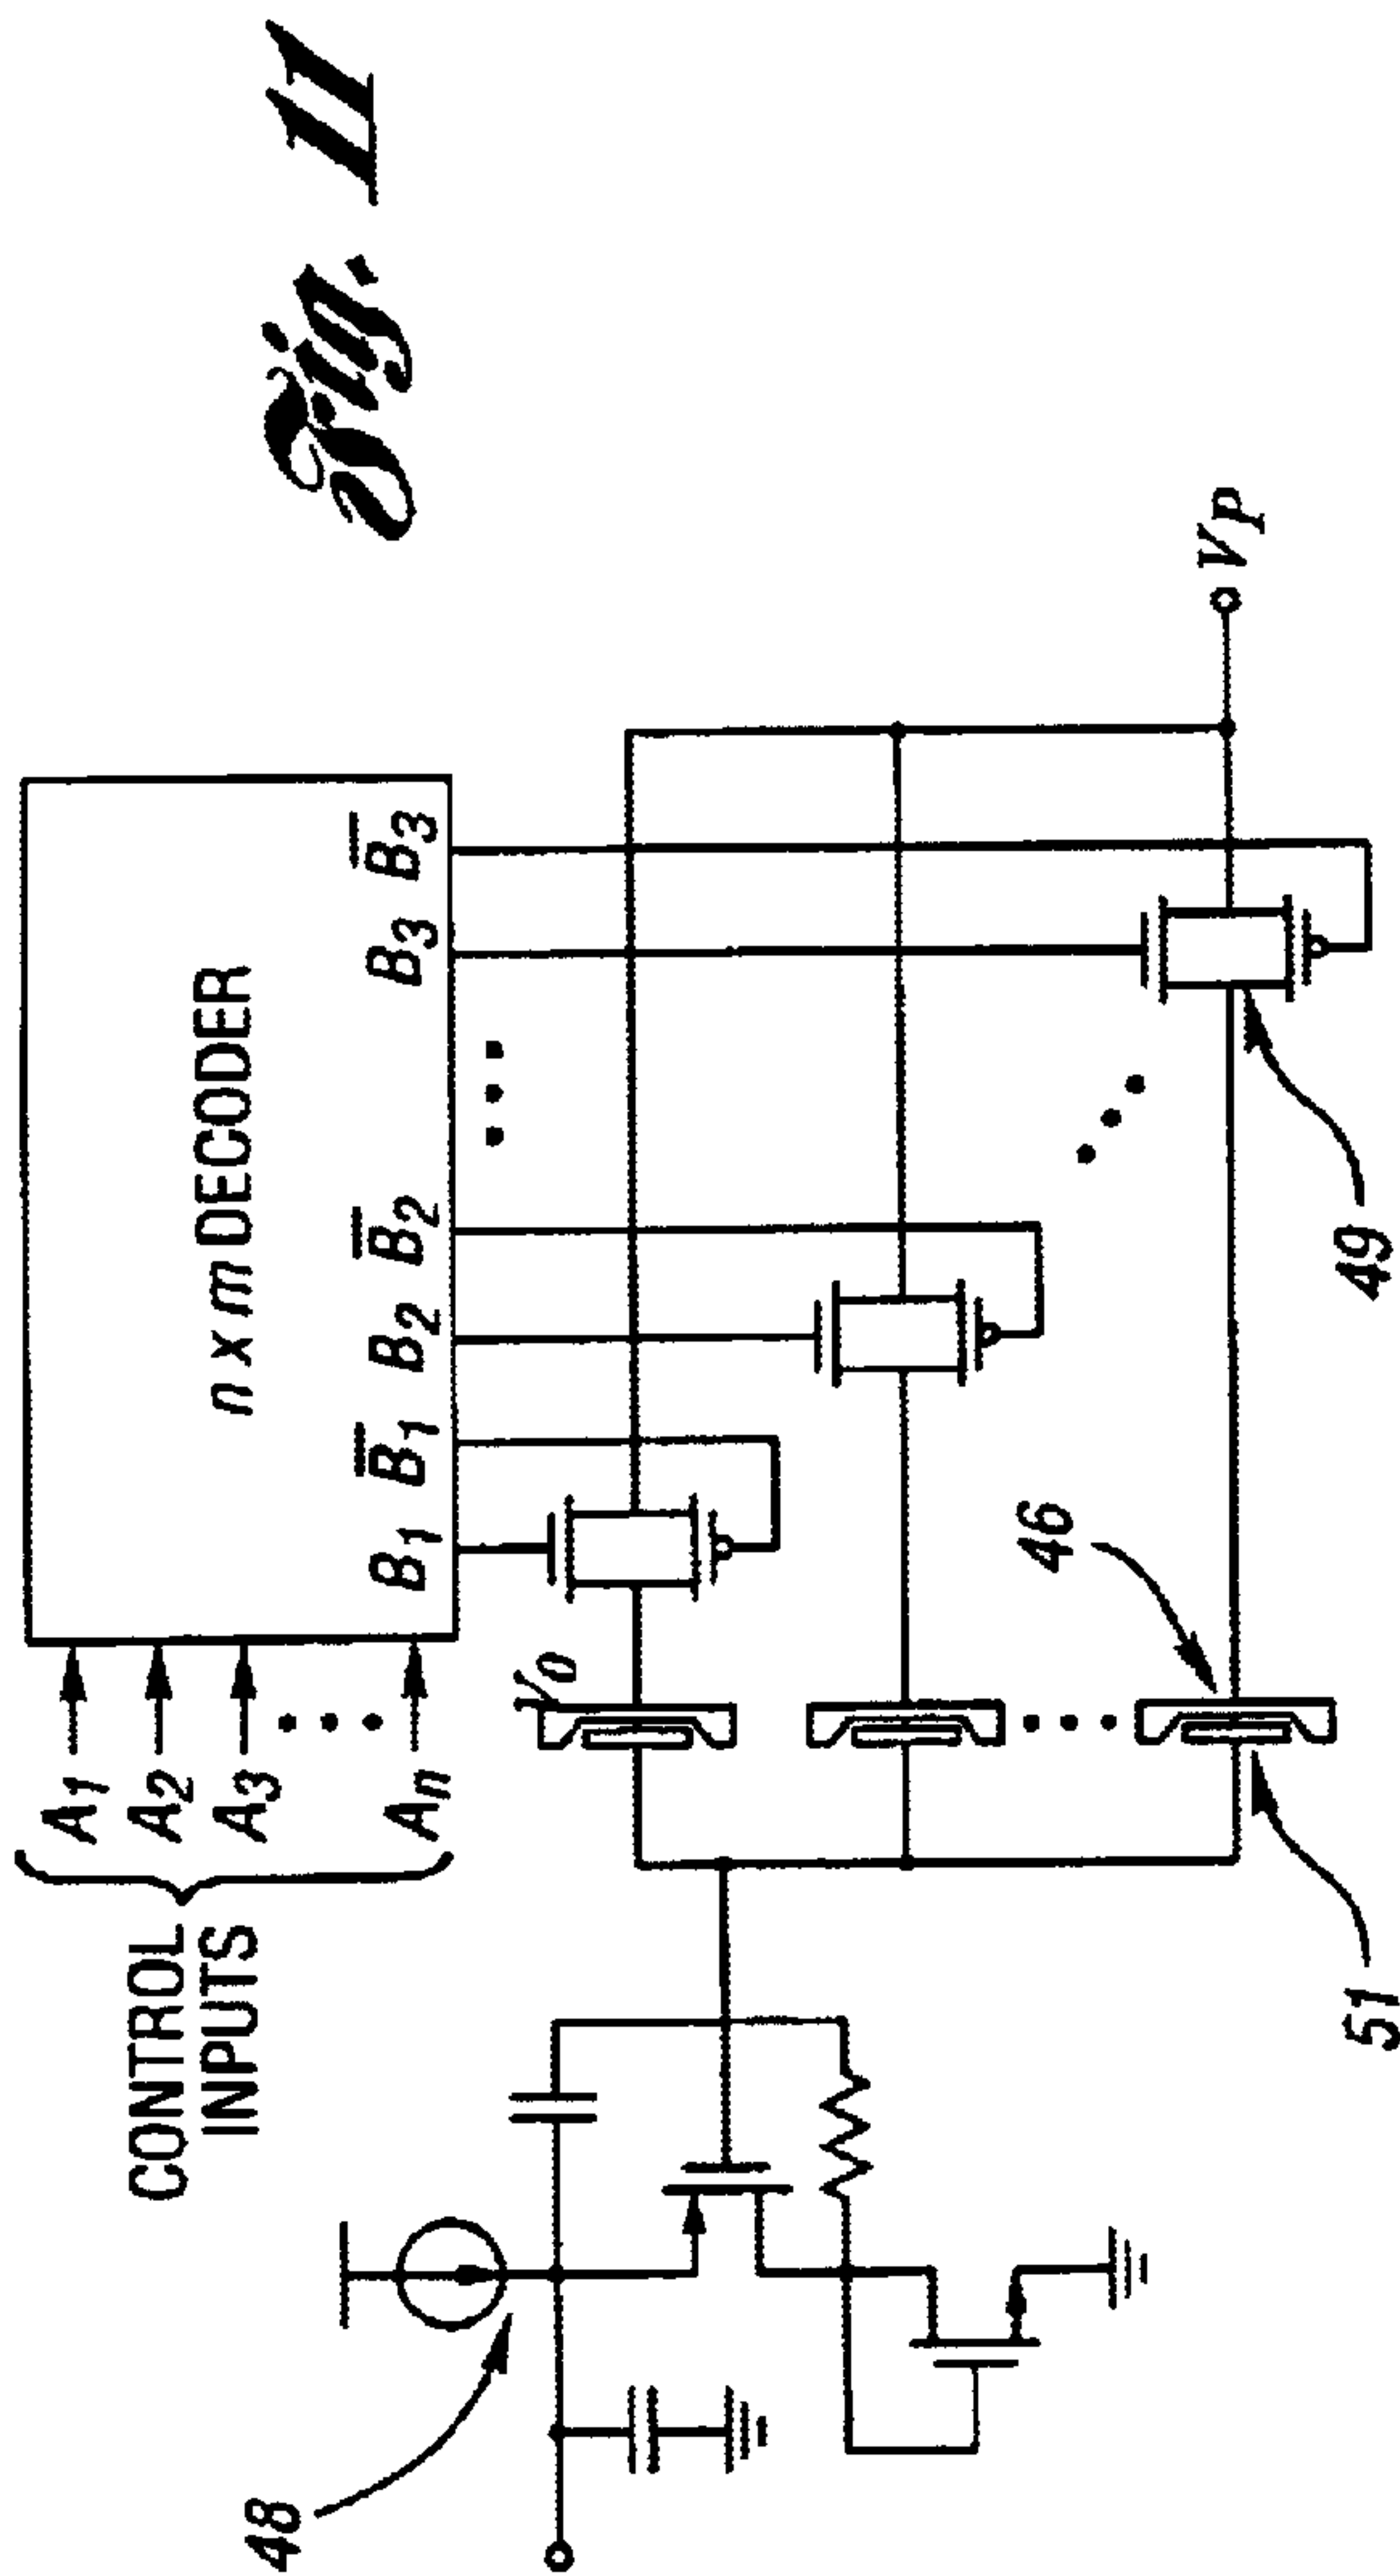 Fig. 11
CONTROL
INPUTS
A1
A2
A3
An
n x m DECODER
B1 B̅1 B2 B̅2 B3 B̅3
V0
VP
48
46
49
51